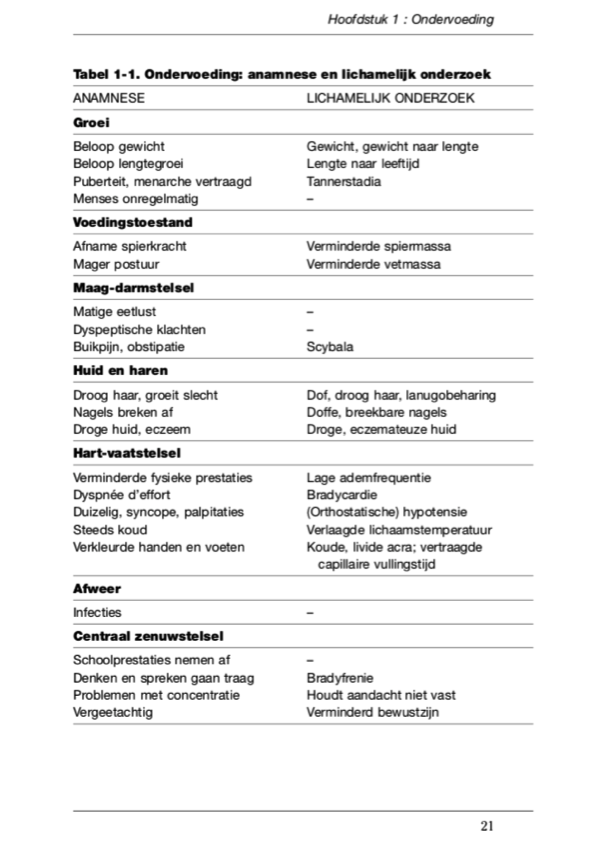 Hoofdstuk 1 : Ondervoeding
Tabel 1-1. Ondervoeding: anamnese en lichamelijk onderzoek
ANAMNESE LICHAMELIJK ONDERZOEK
Groei
Beloop gewicht Gewicht, gewicht naar lengte
Beloop lengtegroei Lengte naar leeftijd
Puberteit, menarche vertraagd Tannerstadia
Menses onregelmatig –
Voedingstoestand
Afname spierkracht Verminderde spiermassa
Mager postuur Verminderde vetmassa
Maag-darmstelsel
Matige eetlust –
Dyspeptische klachten –
Buikpijn, obstipatie Scybala
Huid en haren
Droog haar, groeit slecht Dof, droog haar, lanugobeharing
Nagels breken af Doffe, breekbare nagels
Droge huid, eczeem Droge, eczemateuze huid
Hart-vaatstelsel
Verminderde fysieke prestaties Lage ademfrequentie
Dyspnée d'effort Bradycardie
Duizelig, syncope, palpitaties (Orthostatische) hypotensie
Steeds koud Verlaagde lichaamstemperatuur
Verkleurde handen en voeten Koude, livide acra; vertraagde
capillaire vullingstijd
Afweer
Infecties –
Centraal zenuwstelsel
Schoolprestaties nemen af –
Denken en spreken gaan traag Bradyfrenie
Problemen met concentratie Houdt aandacht niet vast
Vergeetachtig Verminderd bewustzijn
21